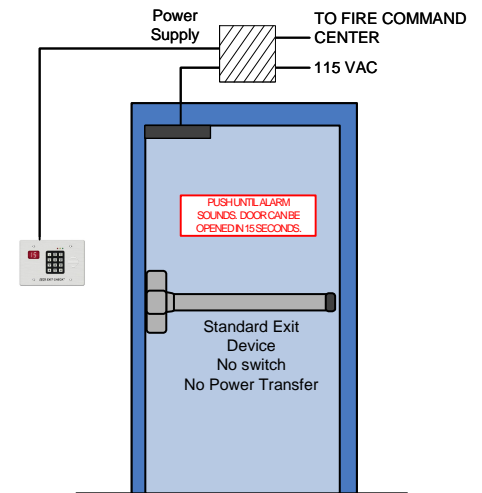 Power
Supply
TO FIRE COMMAND
CENTER
115 VAC
PUSH UNTIL ALARM
SOUNDS. DOOR CAN BE
OPENED IN 15 SECONDS.
15
Standard Exit
Device
No switch
No Power Transfer